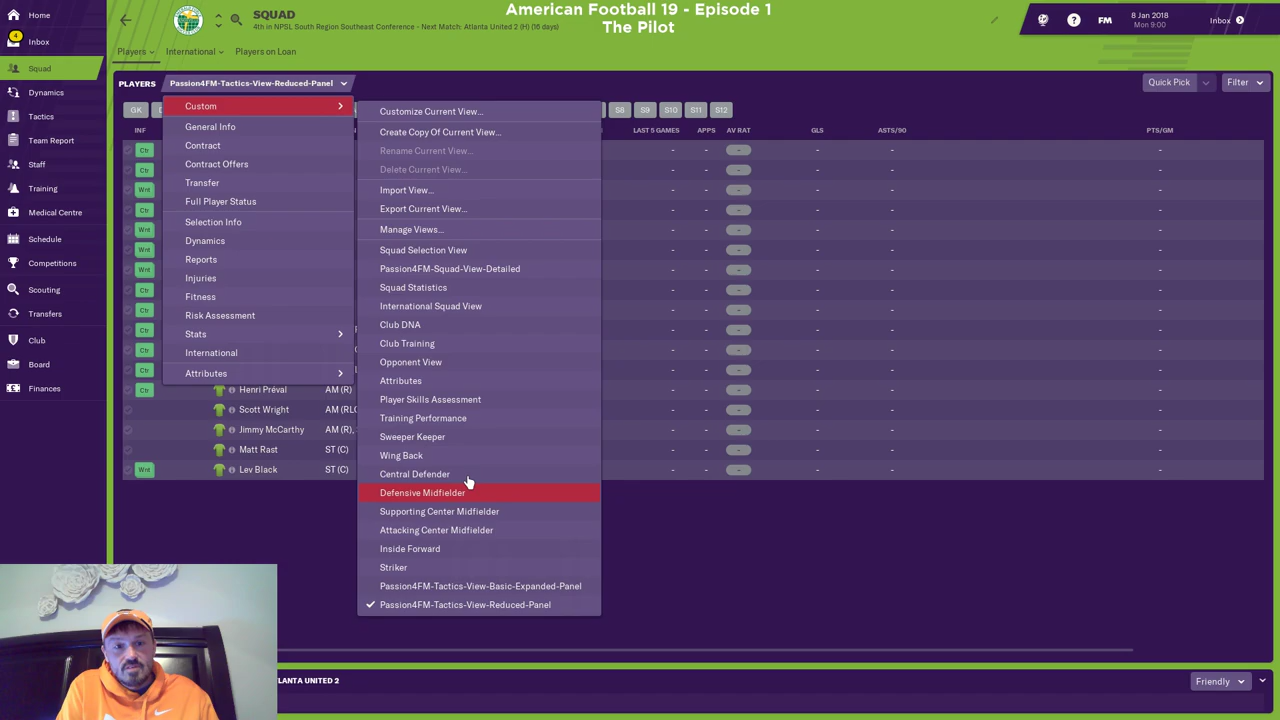 American Football 19 - Episode 1
The Pilot
SQUAD
4th in NPSL South Region Southeast Conference - Next Match: Atlanta United 2 (H) (16 days)
FM
8 Jan 2018
Mon 9:00
Inbox
Home
4
Inbox
Squad
Dynamics
Tactics
Team Report
Staff
Training
Medical Centre
Schedule
Competitions
Scouting
Transfers
Club
Board
Finances
Players
International
Players on Loan
PLAYERS
Passion4FM-Tactics-View-Reduced-Panel
Quick Pick
Filter
GK
S8
S9
S10
S11
S12
INF
LAST 5 GAMES
APPS
AV RAT
GLS
ASTS/90
PTS/GM
Custom
General Info
Contract
Contract Offers
Transfer
Full Player Status
Selection Info
Dynamics
Reports
Injuries
Fitness
Risk Assessment
Stats
International
Attributes
Customize Current View...
Create Copy Of Current View...
Rename Current View...
Delete Current View...
Import View...
Export Current View...
Manage Views...
Squad Selection View
Passion4FM-Squad-View-Detailed
Squad Statistics
International Squad View
Club DNA
Club Training
Opponent View
Attributes
Player Skills Assessment
Training Performance
Sweeper Keeper
Wing Back
Central Defender
Defensive Midfielder
Supporting Center Midfielder
Attacking Center Midfielder
Inside Forward
Striker
Passion4FM-Tactics-View-Basic-Expanded-Panel
Passion4FM-Tactics-View-Reduced-Panel
Ctr
Ctr
Wnt
Ctr
Wnt
Wnt
Wnt
Ctr
Ctr
Ctr
Ctr
Ctr
Ctr Henri Préval AM (R)
Scott Wright AM (RLC
Jimmy McCarthy AM (R),
Matt Rast ST (C)
Wnt Lev Black ST (C)
ATLANTA UNITED 2
Friendly